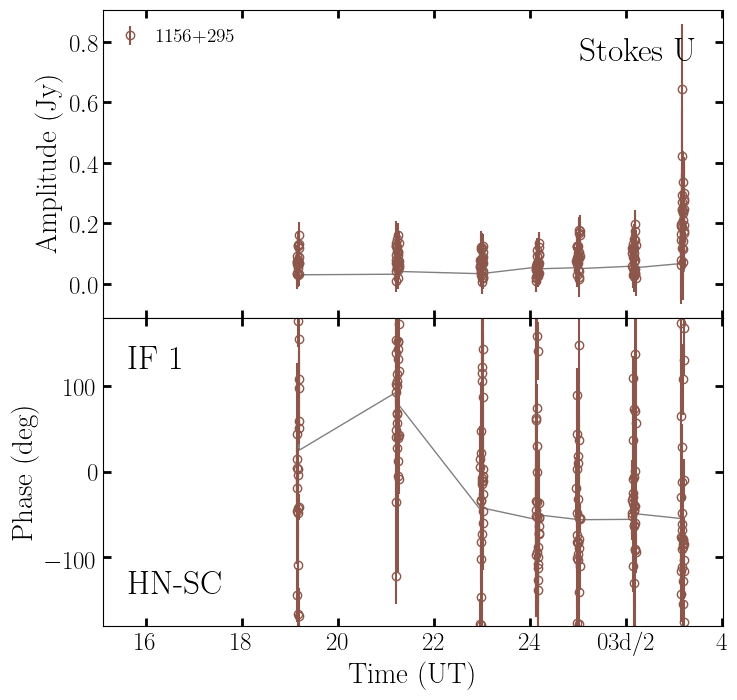 1156+295
Stokes U
0.8
0.6
0.4
0.2
0.0
Amplitude (Jy)
IF 1
100
0
−100
Phase (deg)
HN-SC
16 18 20 22 24 03d/2 4
Time (UT)